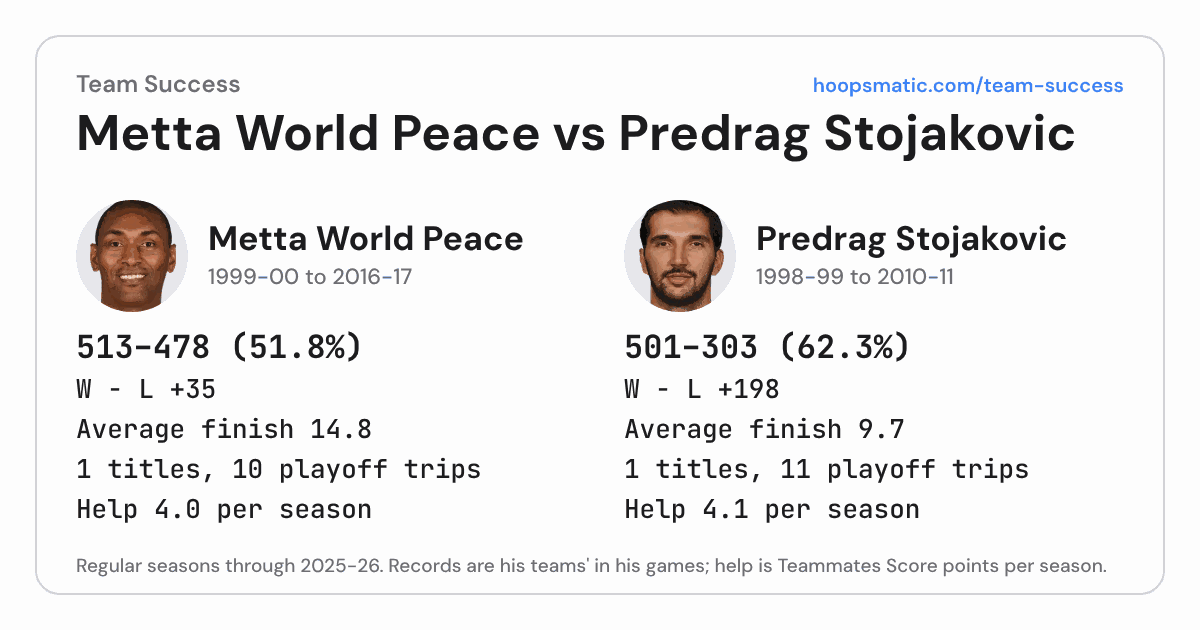 Team Success
hoopsmatic.com/team-success
Metta World Peace vs Predrag Stojakovic
Metta World Peace
1999-00 to 2016-17
513-478 (51.8%)
W - L +35
Average finish 14.8
1 titles, 10 playoff trips
Help 4.0 per season
Predrag Stojakovic
1998-99 to 2010-11
501-303 (62.3%)
W - L +198
Average finish 9.7
1 titles, 11 playoff trips
Help 4.1 per season
Regular seasons through 2025-26. Records are his teams' in his games; help is Teammates Score points per season.